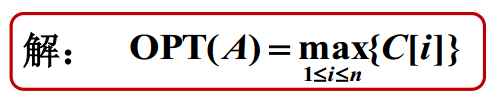 解： OPT(A) = max{C[i]}
1≤i≤n